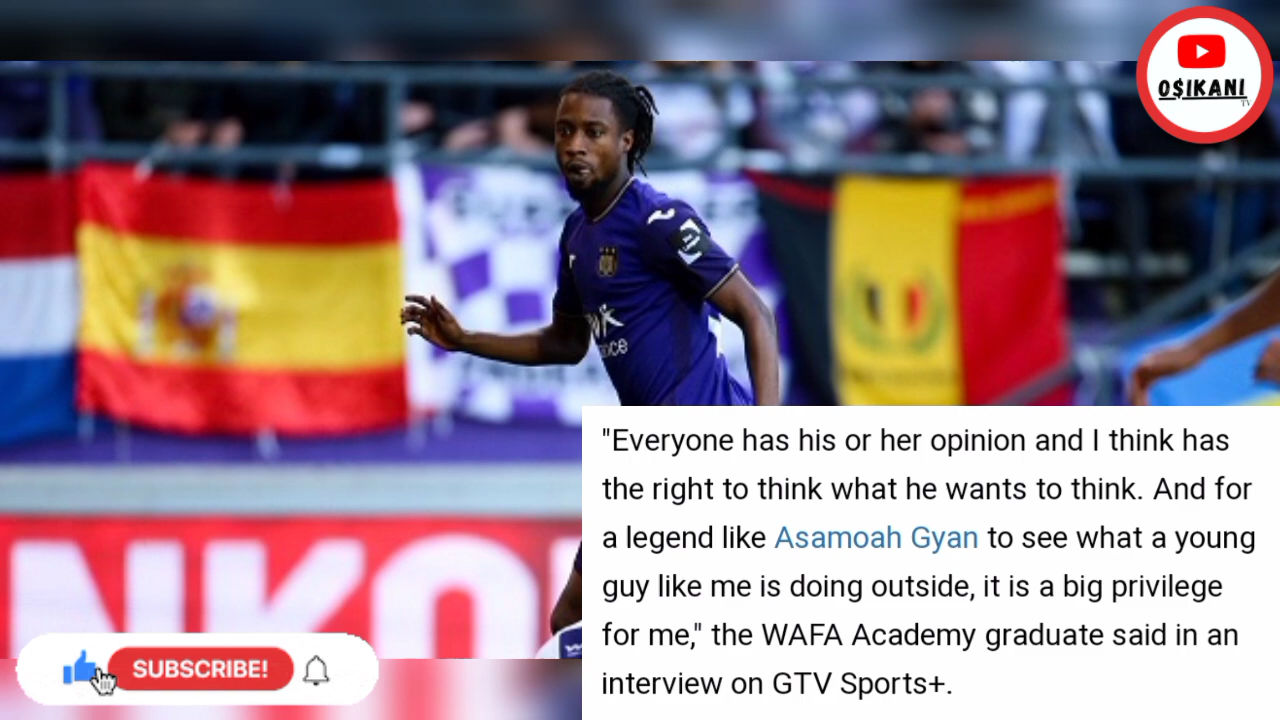 O$IKANI
TV
NKO
"Everyone has his or her opinion and I think has
the right to think what he wants to think. And for
a legend like Asamoah Gyan to see what a young
guy like me is doing outside, it is a big privilege
for me," the WAFA Academy graduate said in an
interview on GTV Sports+.
SUBSCRIBE!